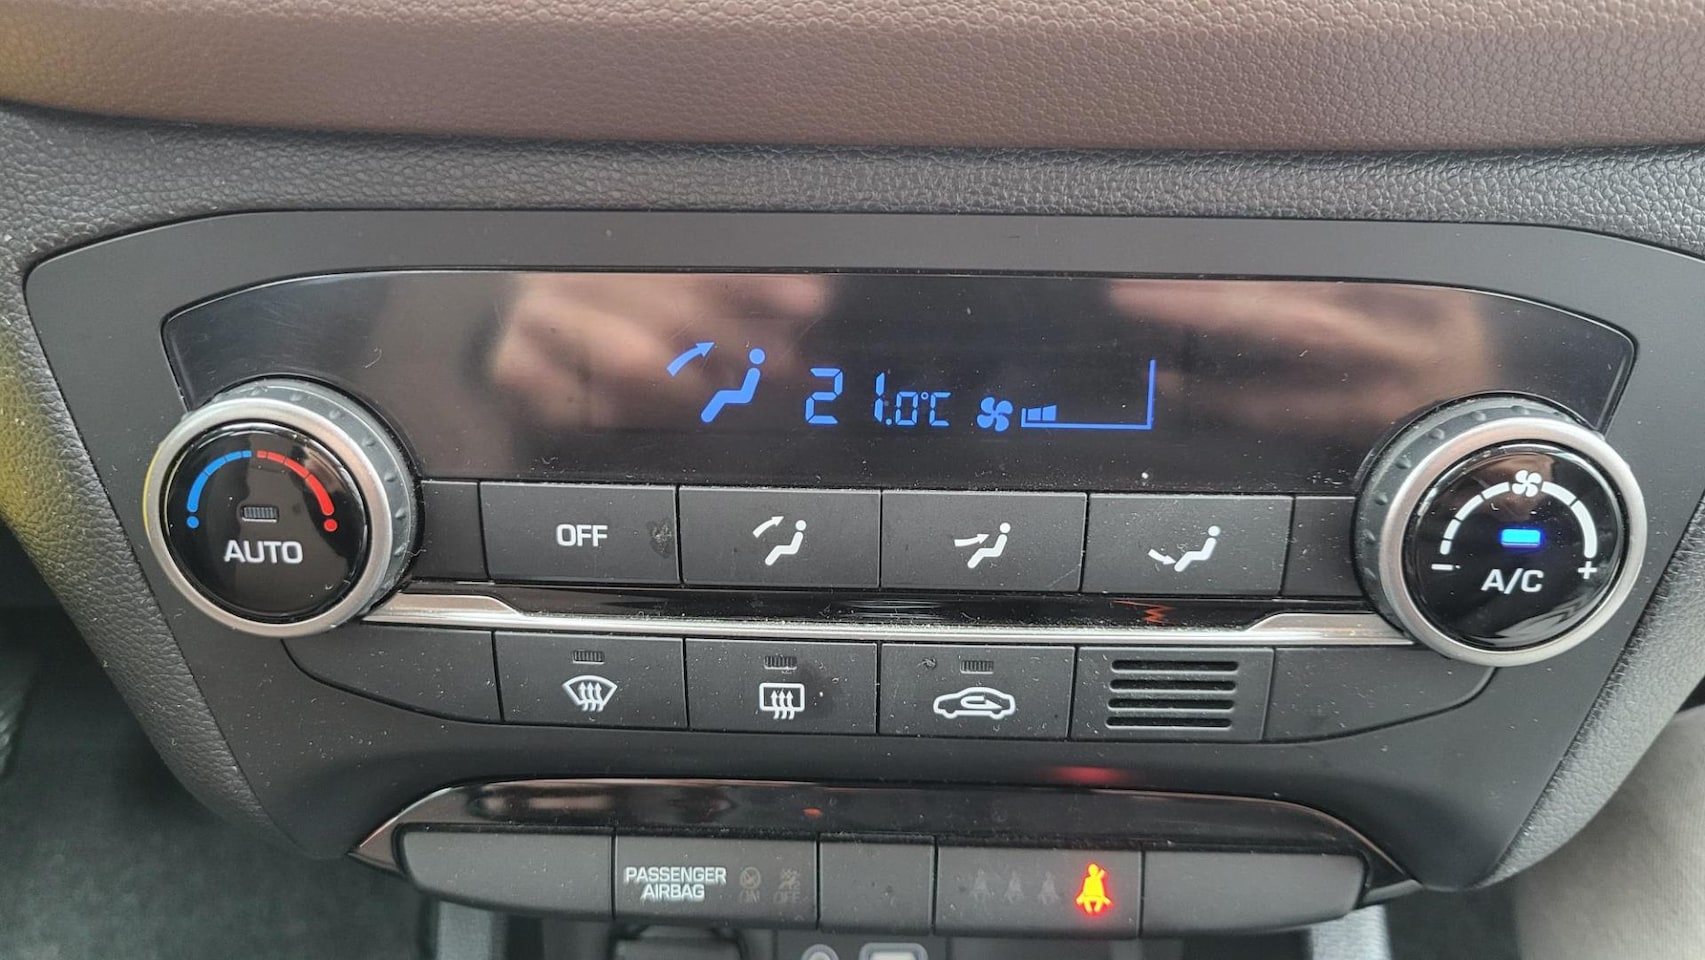 21.0°C
AUTO
OFF
A/C
- +
PASSENGER
AIRBAG
ON OFF